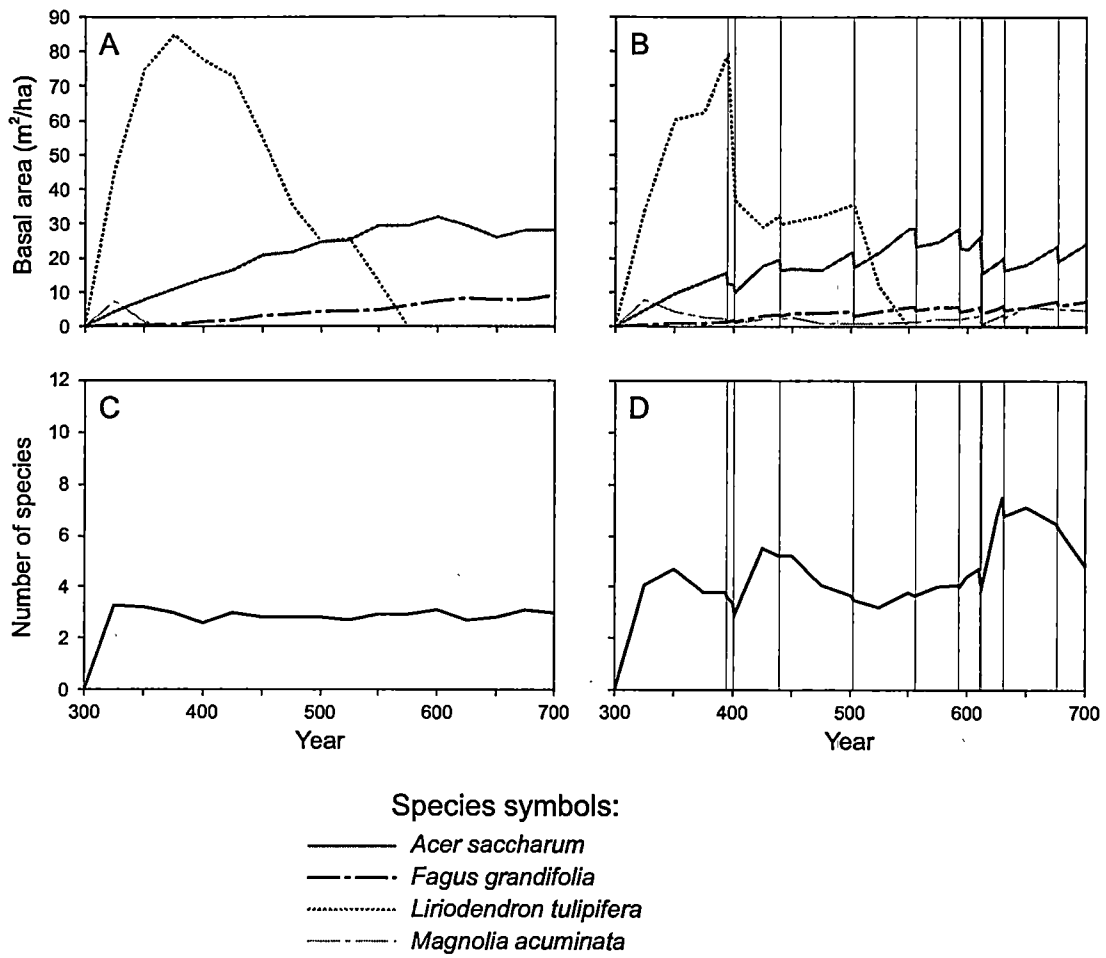 A
B
Basal area (m²/ha)
90
80
70
60
50
40
30
20
10
0
C
D
Number of species
12
10
8
6
4
2
0
300 400 500 600 700
300 400 500 600 700
Year
Year
Species symbols:
Acer saccharum
Fagus grandifolia
Liriodendron tulipifera
Magnolia acuminata